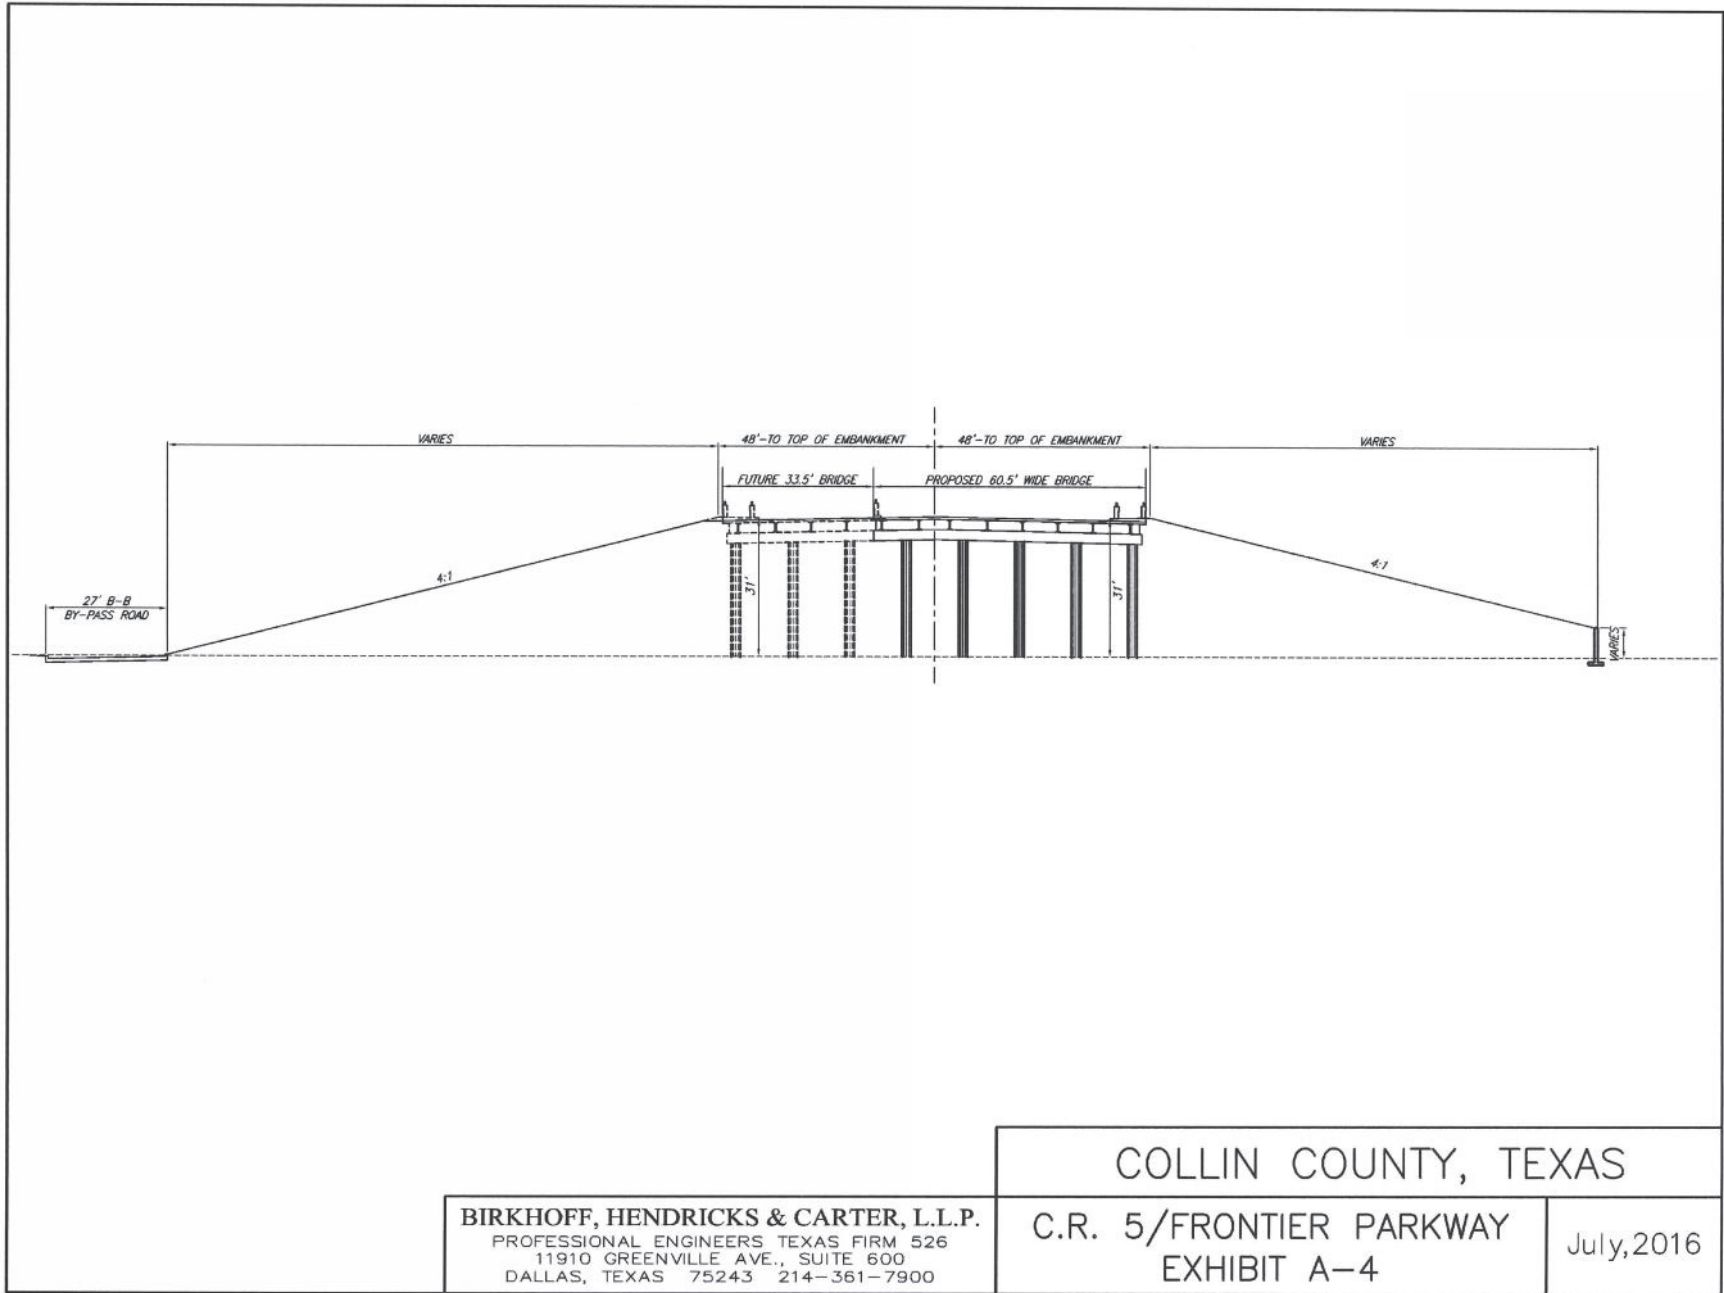 VARIES
48'-TO TOP OF EMBANKMENT
48'-TO TOP OF EMBANKMENT
VARIES
FUTURE 33.5' BRIDGE
PROPOSED 60.5' WIDE BRIDGE
4:1
4:1
31'
31'
27' B-B
BY-PASS ROAD
VARIES
COLLIN COUNTY, TEXAS
BIRKHOFF, HENDRICKS & CARTER, L.L.P.
PROFESSIONAL ENGINEERS TEXAS FIRM 526
11910 GREENVILLE AVE., SUITE 600
DALLAS, TEXAS 75243 214-361-7900
C.R. 5/FRONTIER PARKWAY
EXHIBIT A-4
July,2016